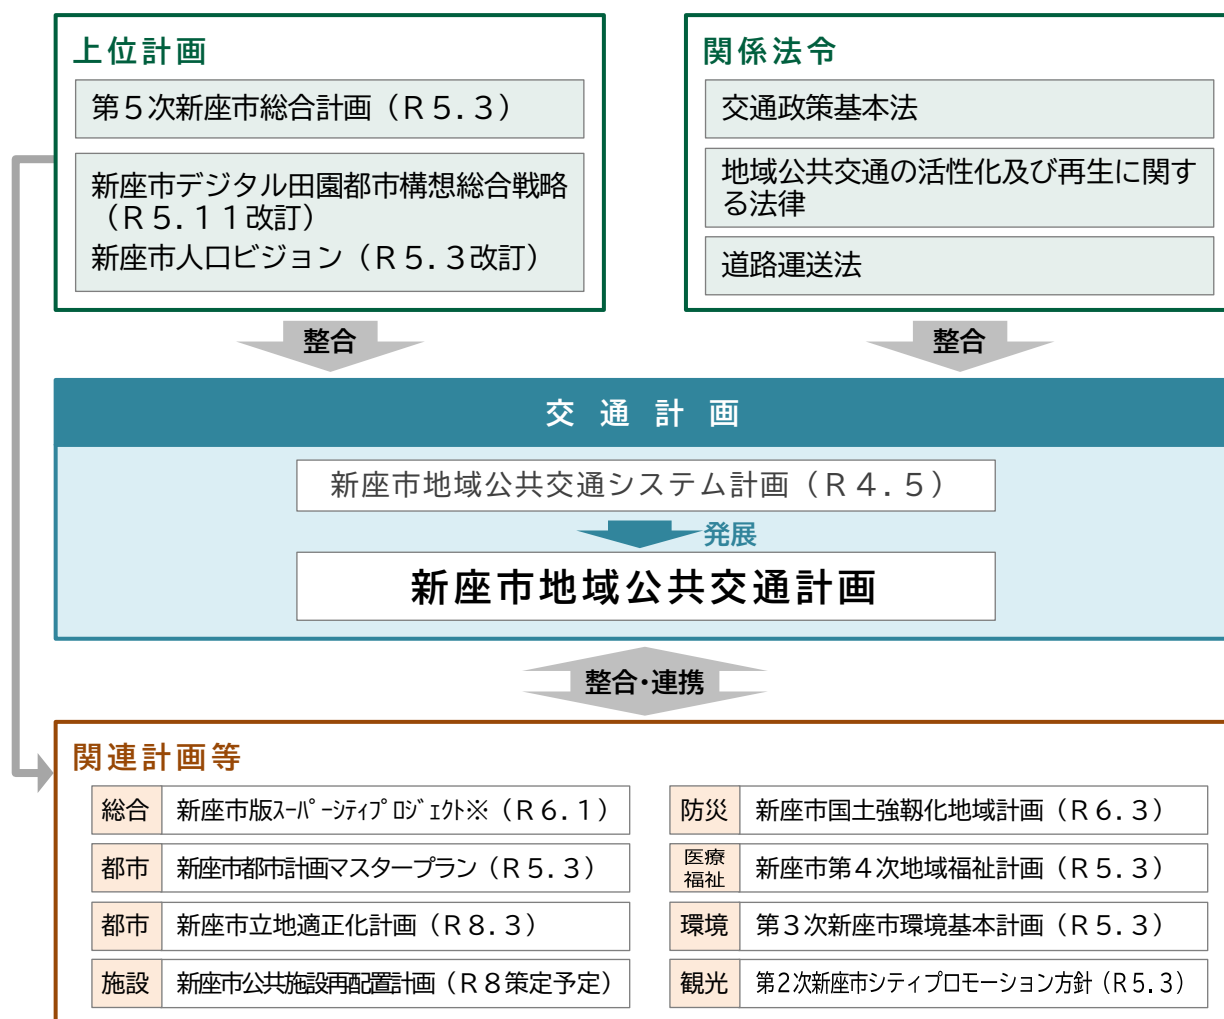 上位計画
第５次新座市総合計画（Ｒ５.３）
新座市デジタル田園都市構想総合戦略
（Ｒ５.１１改訂）
新座市人口ビジョン（Ｒ５.３改訂）
関係法令
交通政策基本法
地域公共交通の活性化及び再生に関す
る法律
道路運送法
整合
整合
交通計画
新座市地域公共交通システム計画（Ｒ４.５）
発展
新座市地域公共交通計画
整合・連携
関連計画等
総合 新座市版ｽｰﾊﾟｰｼﾃｨﾌﾟﾛｼﾞｪｸﾄ※（Ｒ６.１）
都市 新座市都市計画マスタープラン（Ｒ５.３）
都市 新座市立地適正化計画（Ｒ８.３）
施設 新座市公共施設再配置計画（Ｒ８策定予定）
防災 新座市国土強靱化地域計画（Ｒ６.３）
医療
福祉 新座市第４次地域福祉計画（Ｒ５.３）
環境 第３次新座市環境基本計画（Ｒ５.３）
観光 第２次新座市シティプロモーション方針（Ｒ５.３）